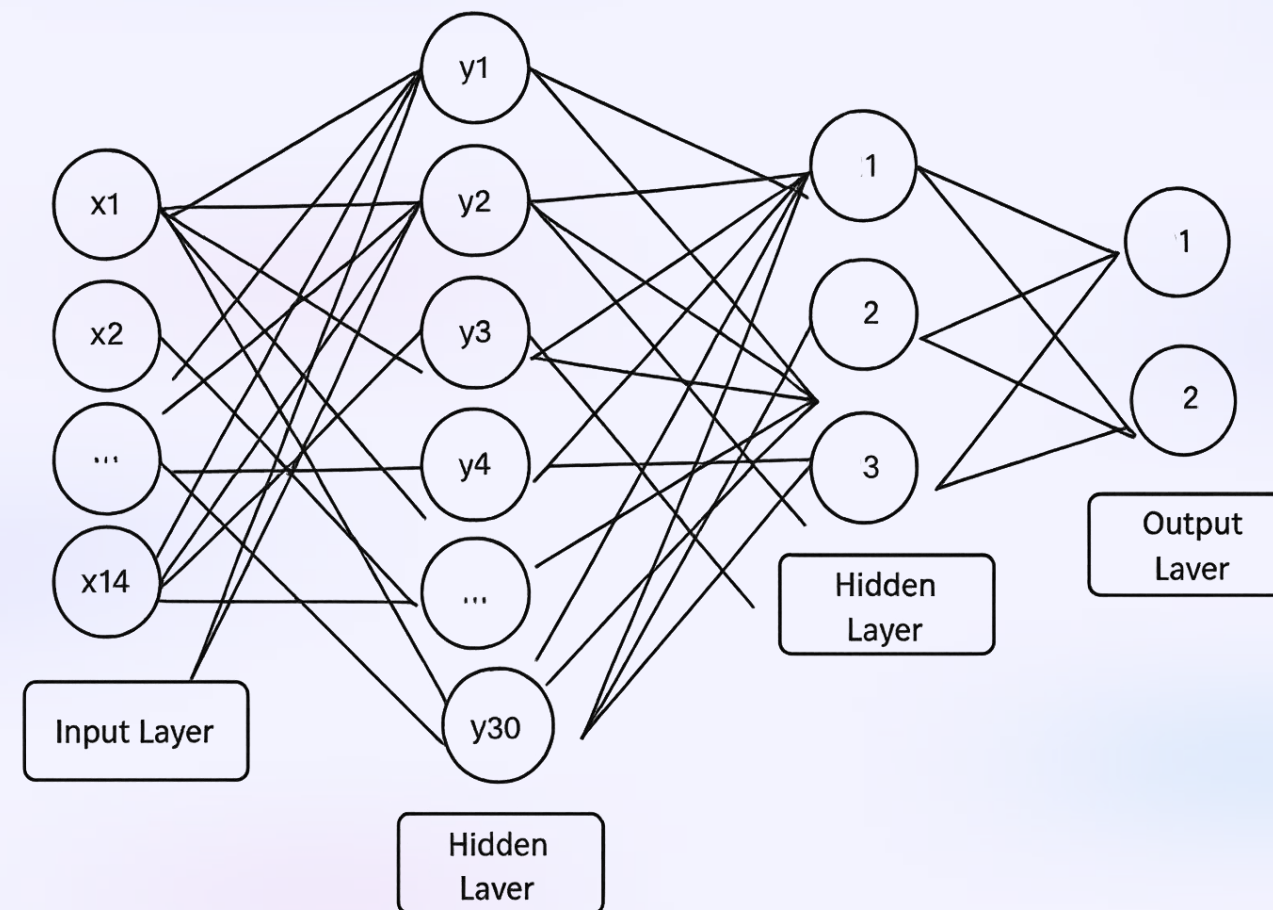 x1
x2
...
x14
Input Layer
y1
y2
y3
y4
...
y30
Hidden
Laver
1
2
3
Hidden
Layer
1
2
Output
Laver